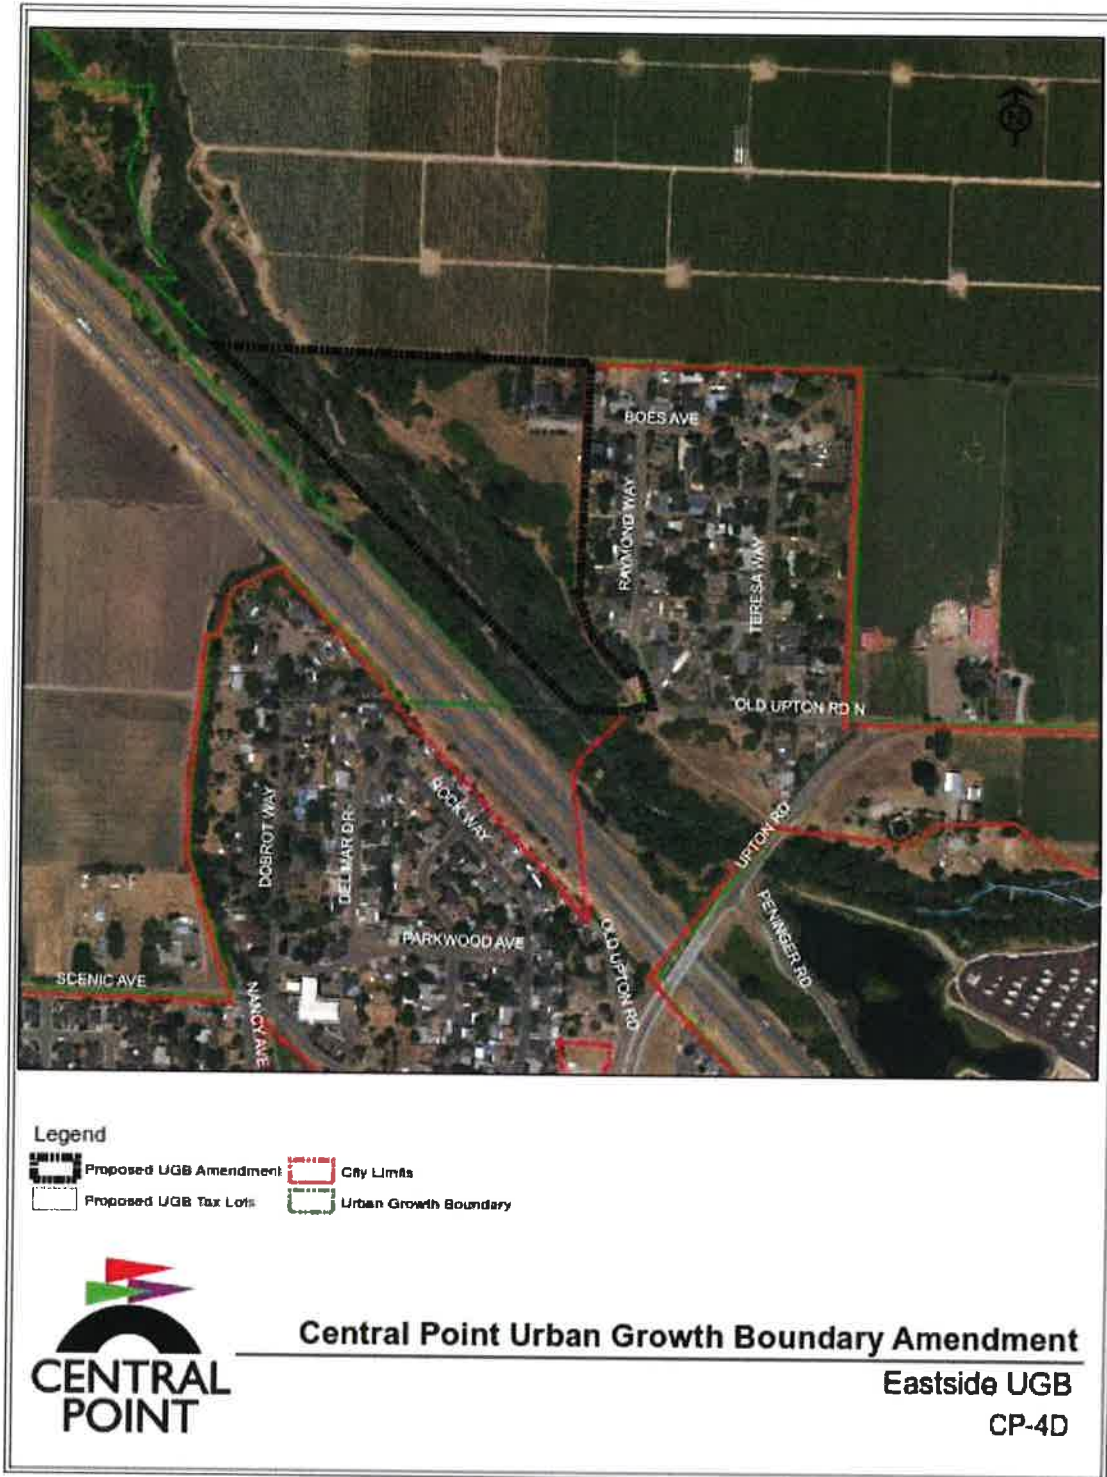 N
BOES AVE
RAYMOND WAY
TERESA WAY
OLD UPTON RD N
ROCK WAY
DOBROT WAY
DELMAR DR
UPTON RD
PENINGER RD
PARKWOOD AVE
OLD UPTON RD
SCENIC AVE
NANCY AVE
Legend
Proposed UGB Amendment
City Limits
Proposed UGB Tax Lots
Urban Growth Boundary
CENTRAL
POINT
Central Point Urban Growth Boundary Amendment
Eastside UGB
CP-4D